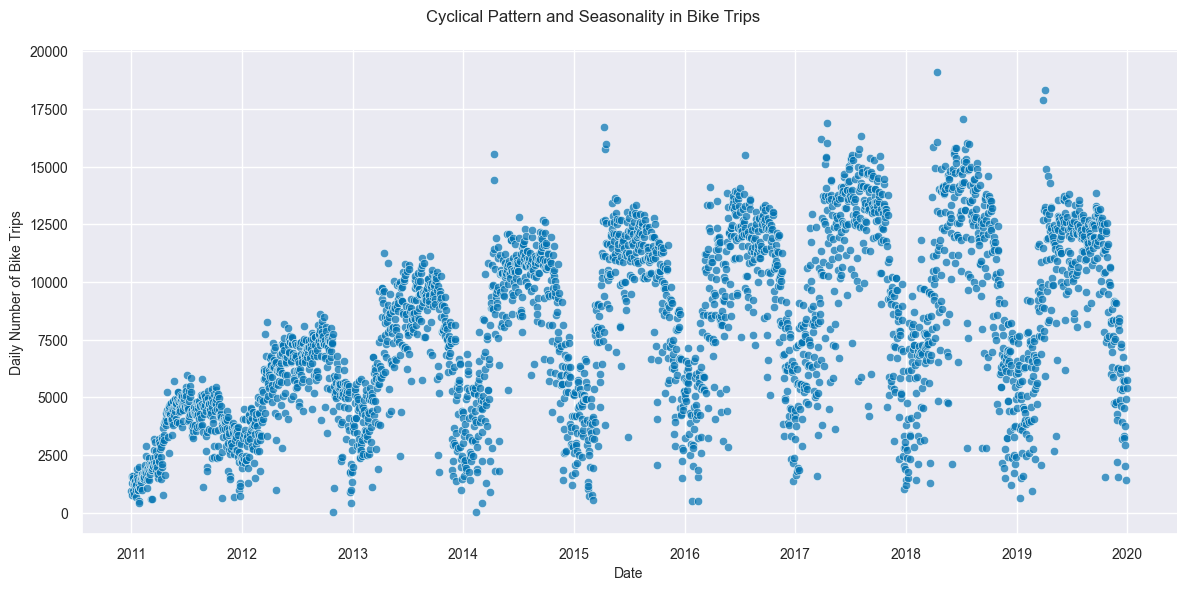 Cyclical Pattern and Seasonality in Bike Trips
20000
17500
15000
12500
10000
7500
5000
2500
0
Daily Number of Bike Trips
2011 2012 2013 2014 2015 2016 2017 2018 2019 2020
Date